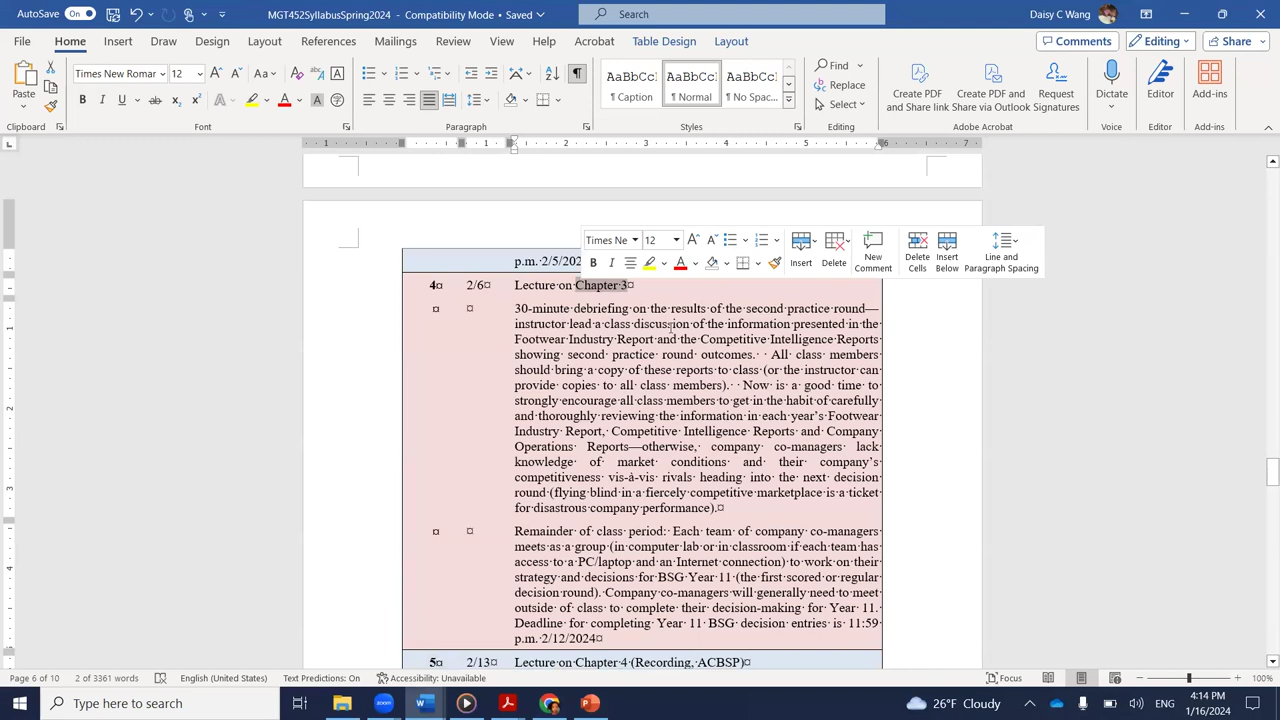 AutoSave On MGT452SyllabusSpring2024 - Compatibility Mode • Saved Search Daisy C Wang
File Home Insert Draw Design Layout References Mailings Review View Help Acrobat Table Design Layout Comments Editing Share
Paste Times New Roman 12 AaBbCcI AaBbCcI AaBbCcI Find Create PDF Create PDF and Request Dictate Editor Add-ins
¶ Caption ¶ Normal ¶ No Spac... Replace and Share link Share via Outlook Signatures
Select
Clipboard Font Paragraph Styles Editing Adobe Acrobat Voice Editor Add-ins
1 1 2 3 4 5 6 7
Times Ne 12 Insert Delete New Comment Delete Cells Insert Below Line and Paragraph Spacing
p.m. 2/5/202
4 2/6 Lecture on Chapter 3
30-minute debriefing on the results of the second practice round—
instructor lead a class discussion of the information presented in the
Footwear Industry Report and the Competitive Intelligence Reports
showing second practice round outcomes. All class members
should bring a copy of these reports to class (or the instructor can
provide copies to all class members). Now is a good time to
strongly encourage all class members to get in the habit of carefully
and thoroughly reviewing the information in each year's Footwear
Industry Report, Competitive Intelligence Reports and Company
Operations Reports—otherwise, company co-managers lack
knowledge of market conditions and their company's
competitiveness vis-à-vis rivals heading into the next decision
round (flying blind in a fiercely competitive marketplace is a ticket
for disastrous company performance).
Remainder of class period: Each team of company co-managers
meets as a group (in computer lab or in classroom if each team has
access to a PC/laptop and an Internet connection) to work on their
strategy and decisions for BSG Year 11 (the first scored or regular
decision round). Company co-managers will generally need to meet
outside of class to complete their decision-making for Year 11.
Deadline for completing Year 11 BSG decision entries is 11:59
p.m. 2/12/2024
5 2/13 Lecture on Chapter 4 (Recording, ACBSP)
Page 6 of 10 2 of 3361 words English (United States) Text Predictions: On Accessibility: Unavailable Focus 100%
Type here to search 26°F Cloudy ENG 4:14 PM
1/16/2024